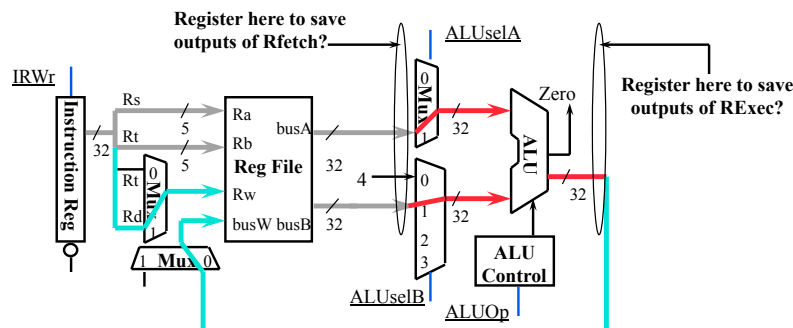 Register here to save
outputs of Rfetch?
ALUselA
Register here to save
outputs of RExec?
IRWr
Instruction Reg
32
Rs
5
Rt
5
Rt
Rd
0
Mux
1
1 Mux 0
Ra
Rb
Reg File
Rw
busW busB
busA
32
32
4
0
Mux
1
32
0
1
2
3
32
ALUselB
Zero
ALU
32
ALU
Control
ALUOp